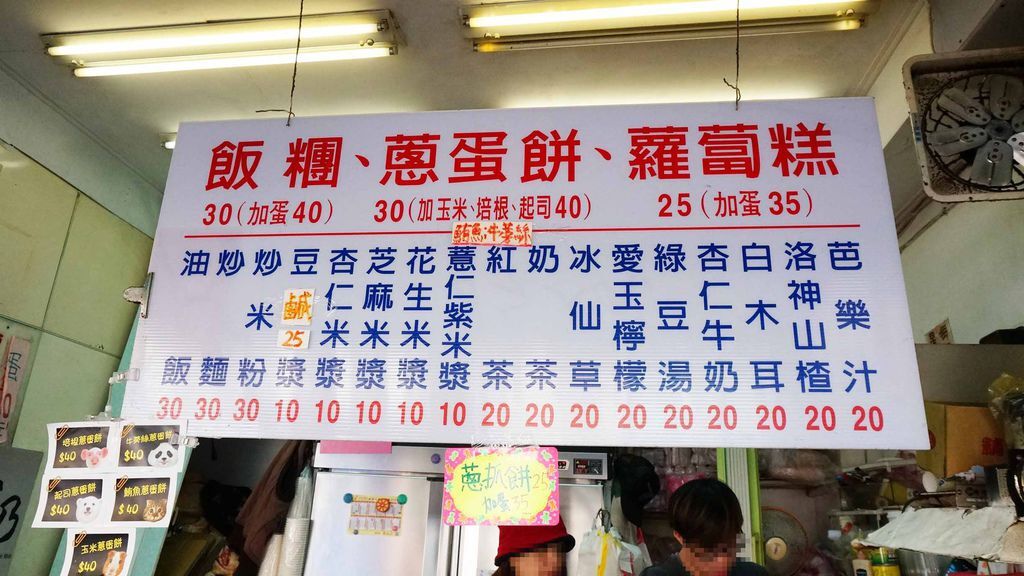 飯糰、蔥蛋餅、蘿蔔糕
30(加蛋40) 30(加玉米、培根、起司40) 25(加蛋35)
鮪魚、牛蒡絲
油飯 30
炒麵 30
炒米粉 30
豆漿 10
鹹 25
杏仁米漿 10
芝麻米漿 10
花生米漿 10
薏仁紫米漿 10
紅茶 20
奶茶 20
冰仙草 20
愛玉檸檬 20
綠豆湯 20
杏仁牛奶 20
白木耳 20
洛神山楂 20
芭樂汁 20
培根蔥蛋餅
$40
牛蒡絲蔥蛋餅
$40
起司蔥蛋餅
$40
鮪魚蔥蛋餅
$40
玉米蔥蛋餅
$40
蔥抓餅25
加蛋35